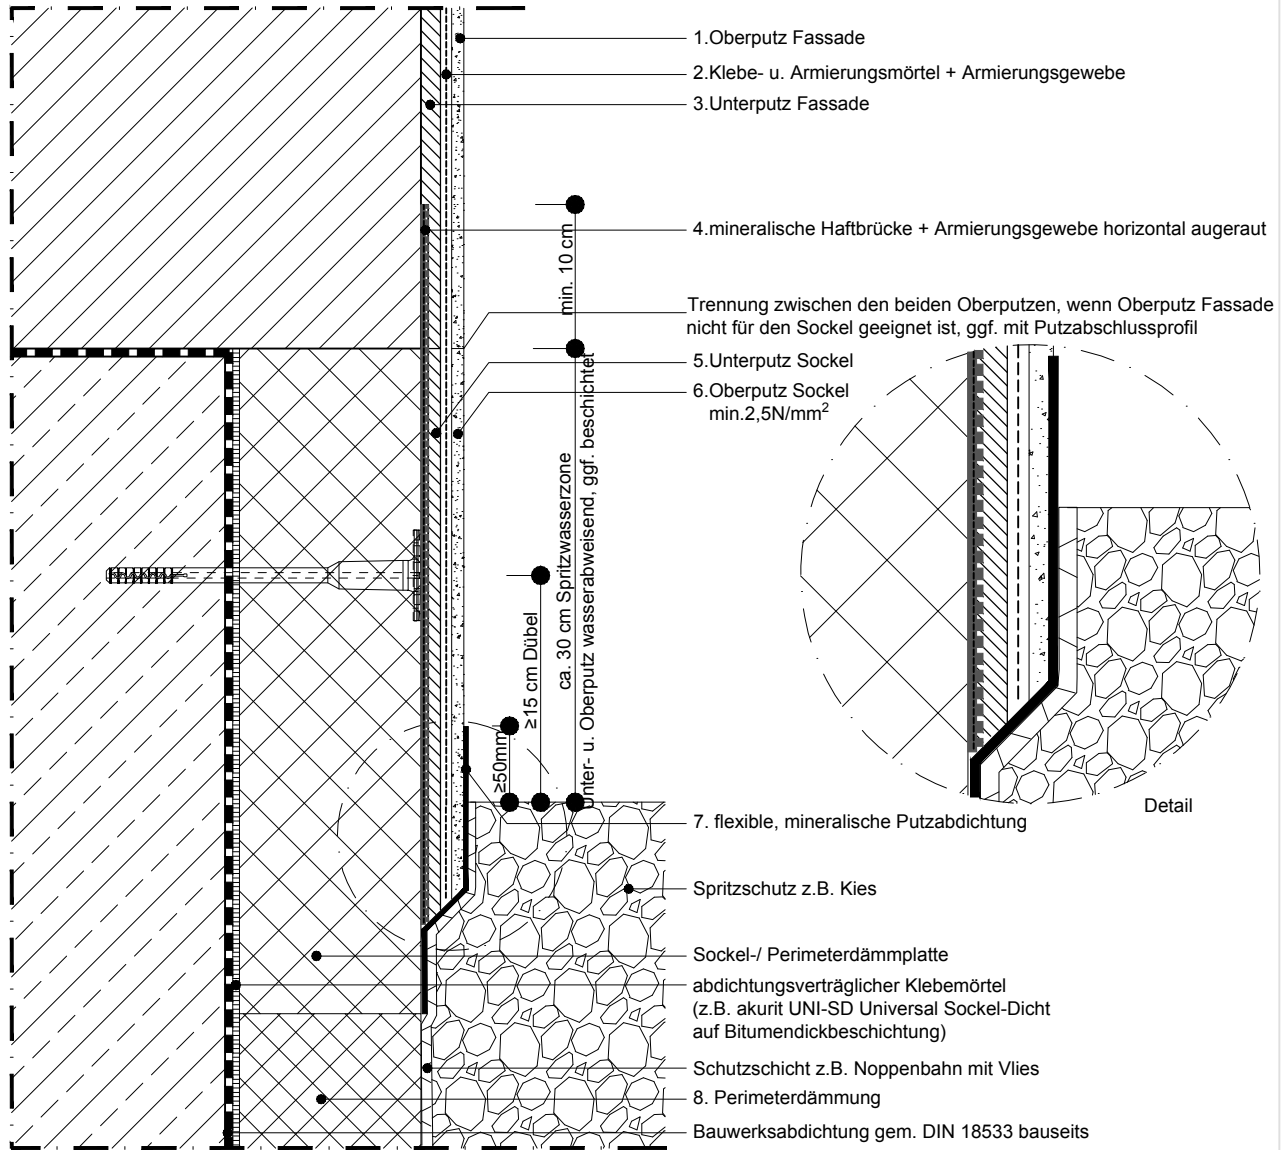 1.Oberputz Fassade
2.Klebe- u. Armierungsmörtel + Armierungsgewebe
3.Unterputz Fassade
4.mineralische Haftbrücke + Armierungsgewebe horizontal augeraut
Trennung zwischen den beiden Oberputzen, wenn Oberputz Fassade
nicht für den Sockel geeignet ist, ggf. mit Putzabschlussprofil
5.Unterputz Sockel
6.Oberputz Sockel
min.2,5N/mm²
min. 10 cm
ca. 30 cm Spritzwasserzone
unter- u. Oberputz wasserabweisend, ggf. beschichtet
≥15 cm Dübel
≥50mm
Detail
7. flexible, mineralische Putzabdichtung
Spritzschutz z.B. Kies
Sockel-/ Perimeterdämmplatte
abdichtungsverträglicher Klebemörtel
(z.B. akurit UNI-SD Universal Sockel-Dicht
auf Bitumendickbeschichtung)
Schutzschicht z.B. Noppenbahn mit Vlies
8. Perimeterdämmung
Bauwerksabdichtung gem. DIN 18533 bauseits